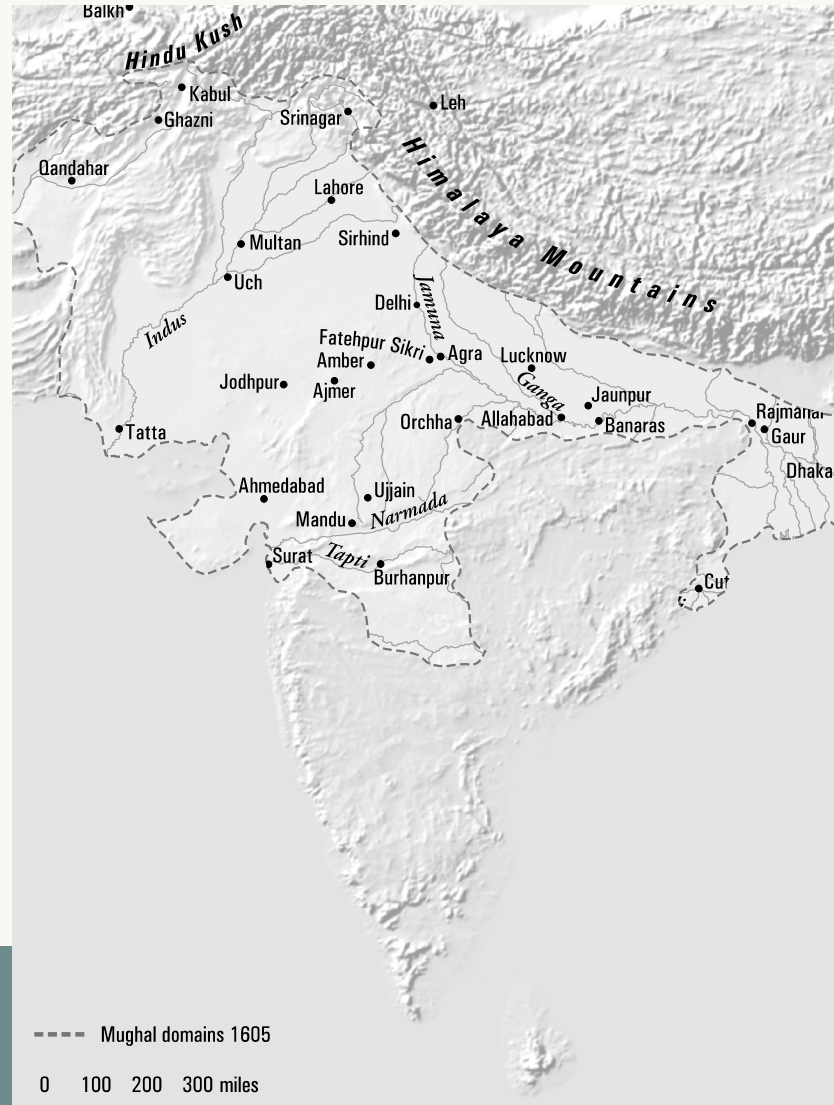 Balkh
Hindu Kush
Kabul
Leh
Ghazni
Srinagar
Himalaya Mountains
Qandahar
Lahore
Multan
Sirhind
Uch
Jamuna
Delhi
Indus
Fatehpur Sikri
Agra
Lucknow
Amber
Ganga
Jodhpur
Ajmer
Jaunpur
Rajmahal
Orchha
Allahabad
Banaras
Tatta
Gaur
Dhaka
Ahmedabad
Ujjain
Mandu
Narmada
Surat
Tapti
Burhanpur
Mughal domains 1605
0 100 200 300 miles